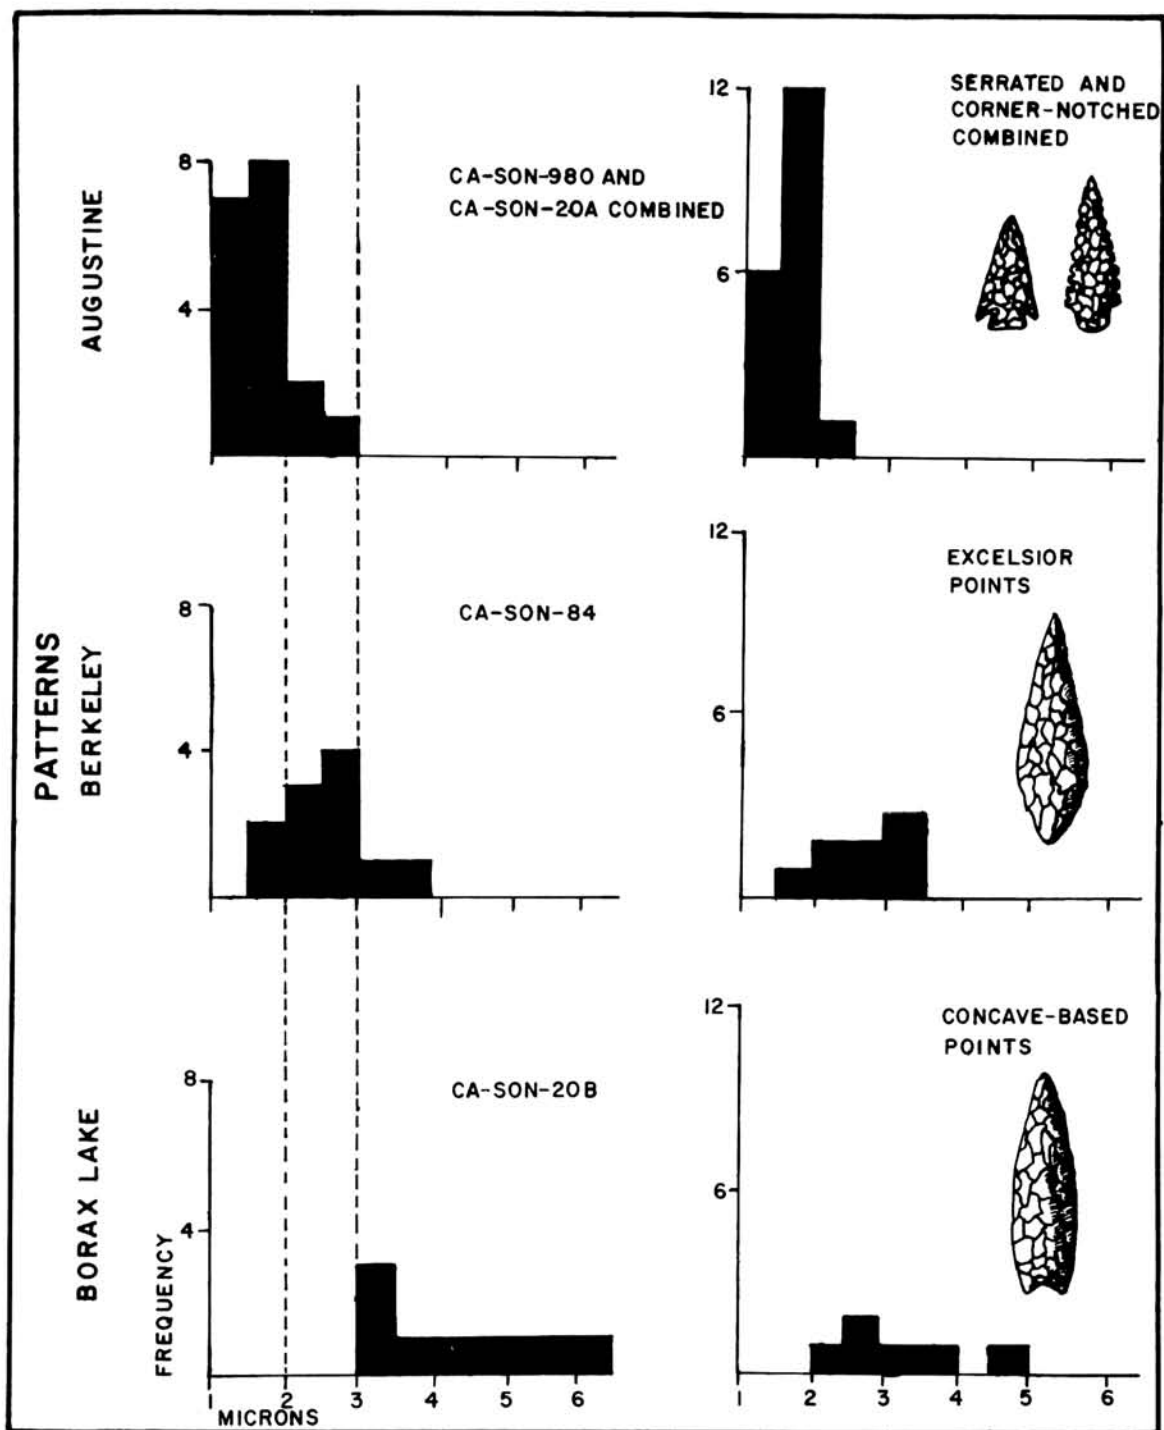 PATTERNS
AUGUSTINE
8
4
CA-SON-980 AND
CA-SON-20A COMBINED
12
6
SERRATED AND
CORNER-NOTCHED
COMBINED
BERKELEY
8
4
CA-SON-84
12
6
EXCELSIOR
POINTS
BORAX LAKE
8
4
FREQUENCY
CA-SON-20B
12
6
CONCAVE-BASED
POINTS
1 2 3 4 5 6
MICRONS
1 2 3 4 5 6